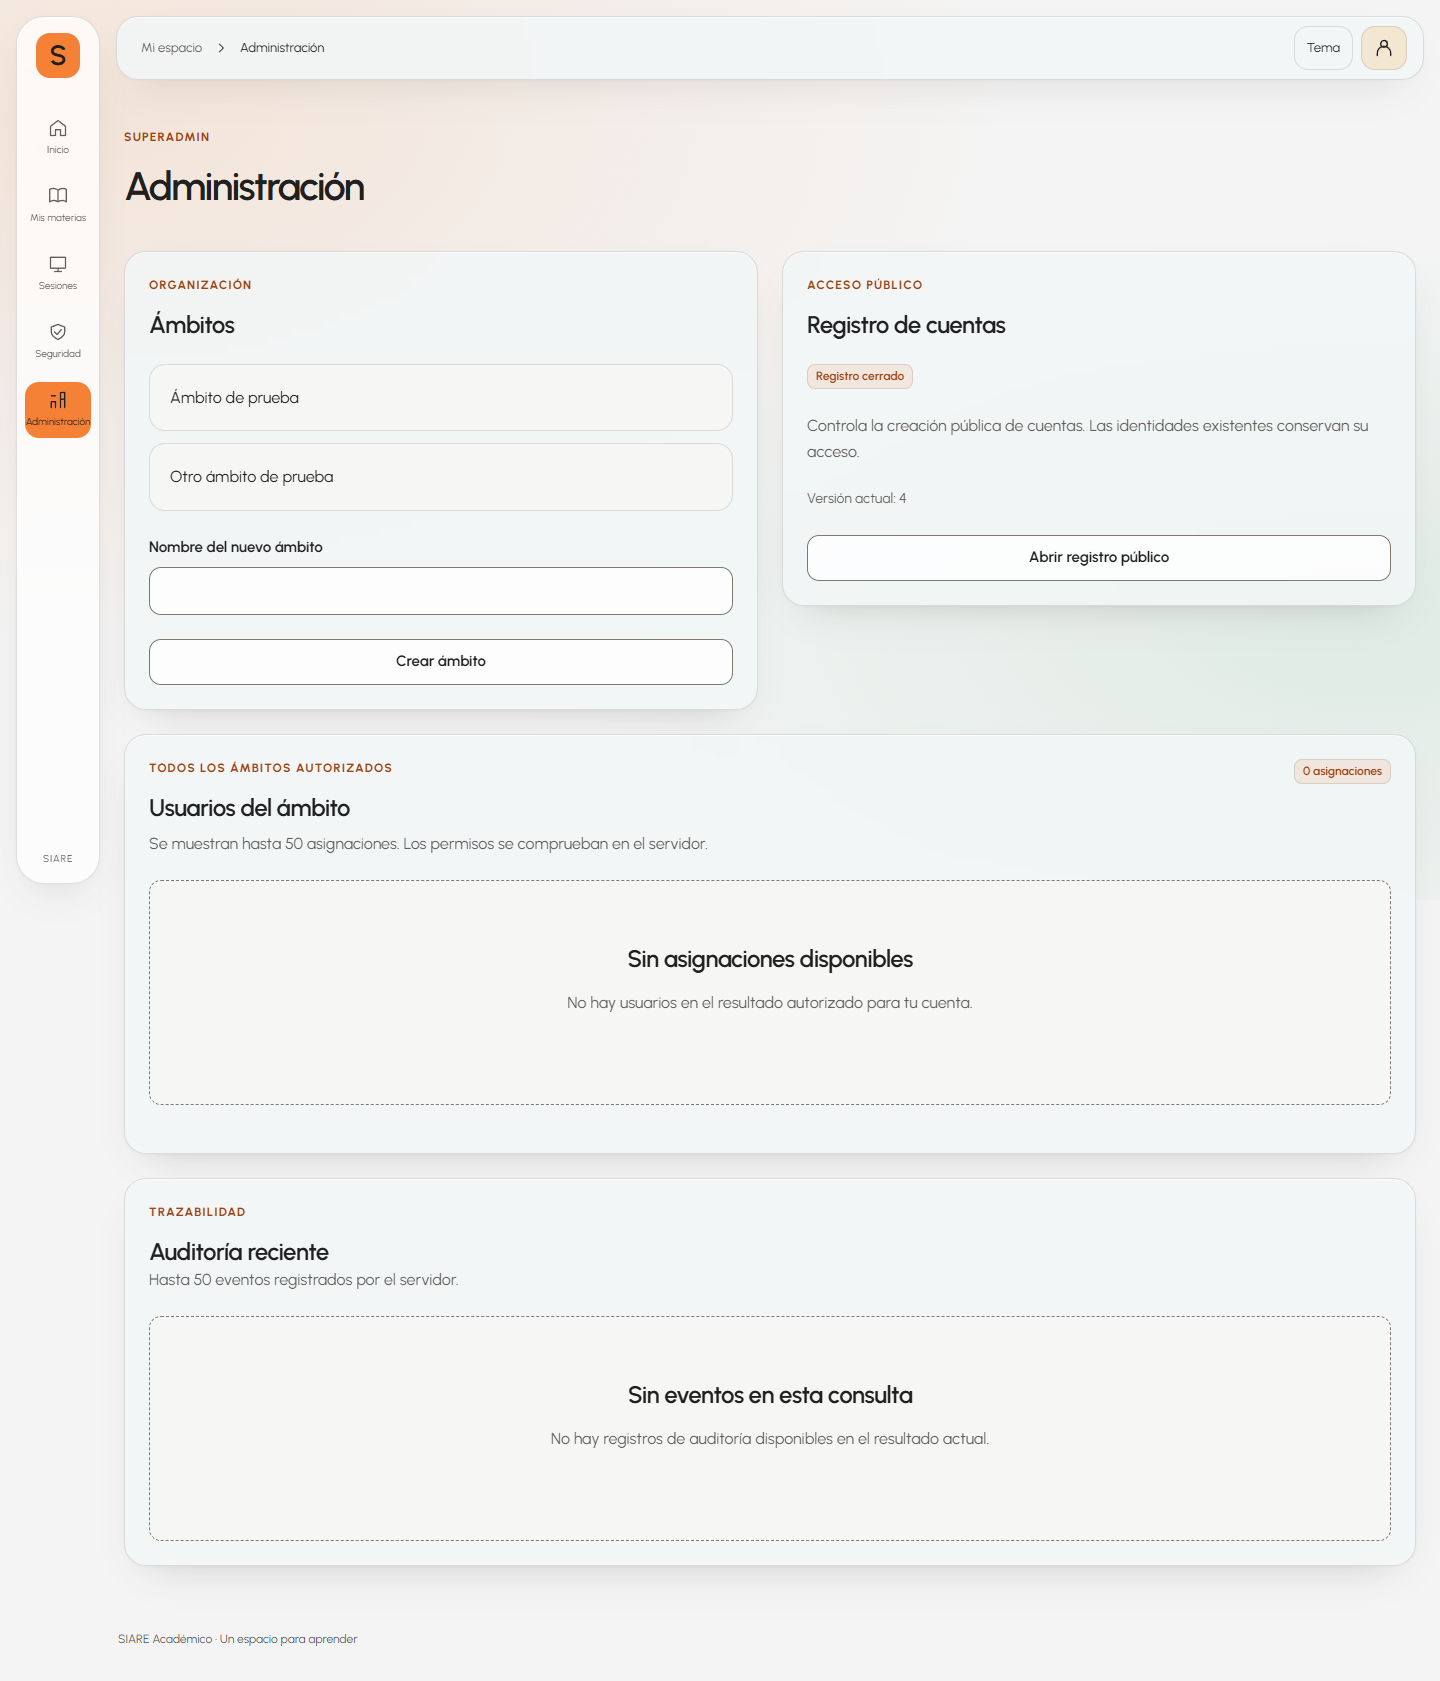 S
Inicio
Mis materias
Sesiones
Seguridad
Administración
SIARE
Mi espacio > Administración
Tema
SUPERADMIN
Administración
ORGANIZACIÓN
Ámbitos
Ámbito de prueba
Otro ámbito de prueba
Nombre del nuevo ámbito
Crear ámbito
ACCESO PÚBLICO
Registro de cuentas
Registro cerrado
Controla la creación pública de cuentas. Las identidades existentes conservan su
acceso.
Versión actual: 4
Abrir registro público
TODOS LOS ÁMBITOS AUTORIZADOS
0 asignaciones
Usuarios del ámbito
Se muestran hasta 50 asignaciones. Los permisos se comprueban en el servidor.
Sin asignaciones disponibles
No hay usuarios en el resultado autorizado para tu cuenta.
TRAZABILIDAD
Auditoría reciente
Hasta 50 eventos registrados por el servidor.
Sin eventos en esta consulta
No hay registros de auditoría disponibles en el resultado actual.
SIARE Académico · Un espacio para aprender